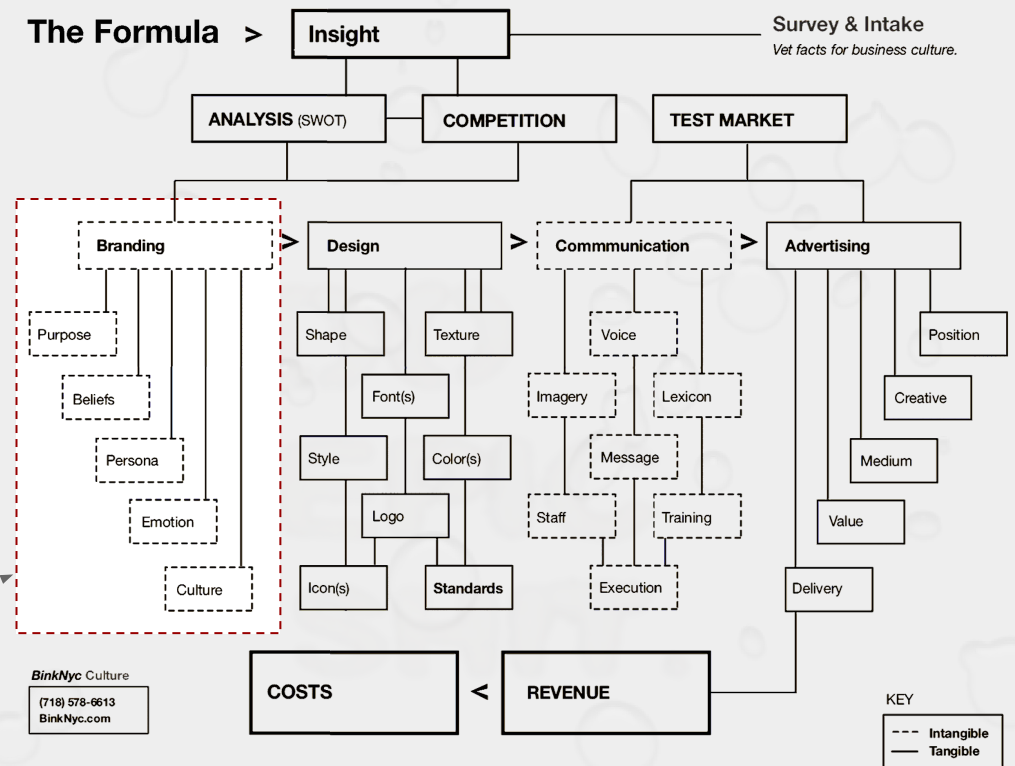 The Formula >
Insight
Survey & Intake
Vet facts for business culture.
ANALYSIS (SWOT)
COMPETITION
TEST MARKET
Branding
>
Design
>
Commmunication
>
Advertising
Purpose
Beliefs
Persona
Emotion
Culture
Shape
Texture
Font(s)
Style
Color(s)
Logo
Icon(s)
Standards
Voice
Imagery
Lexicon
Message
Staff
Training
Execution
Position
Creative
Medium
Value
Delivery
COSTS
<
REVENUE
BinkNyc Culture
(718) 578-6613
BinkNyc.com
KEY
Intangible
Tangible